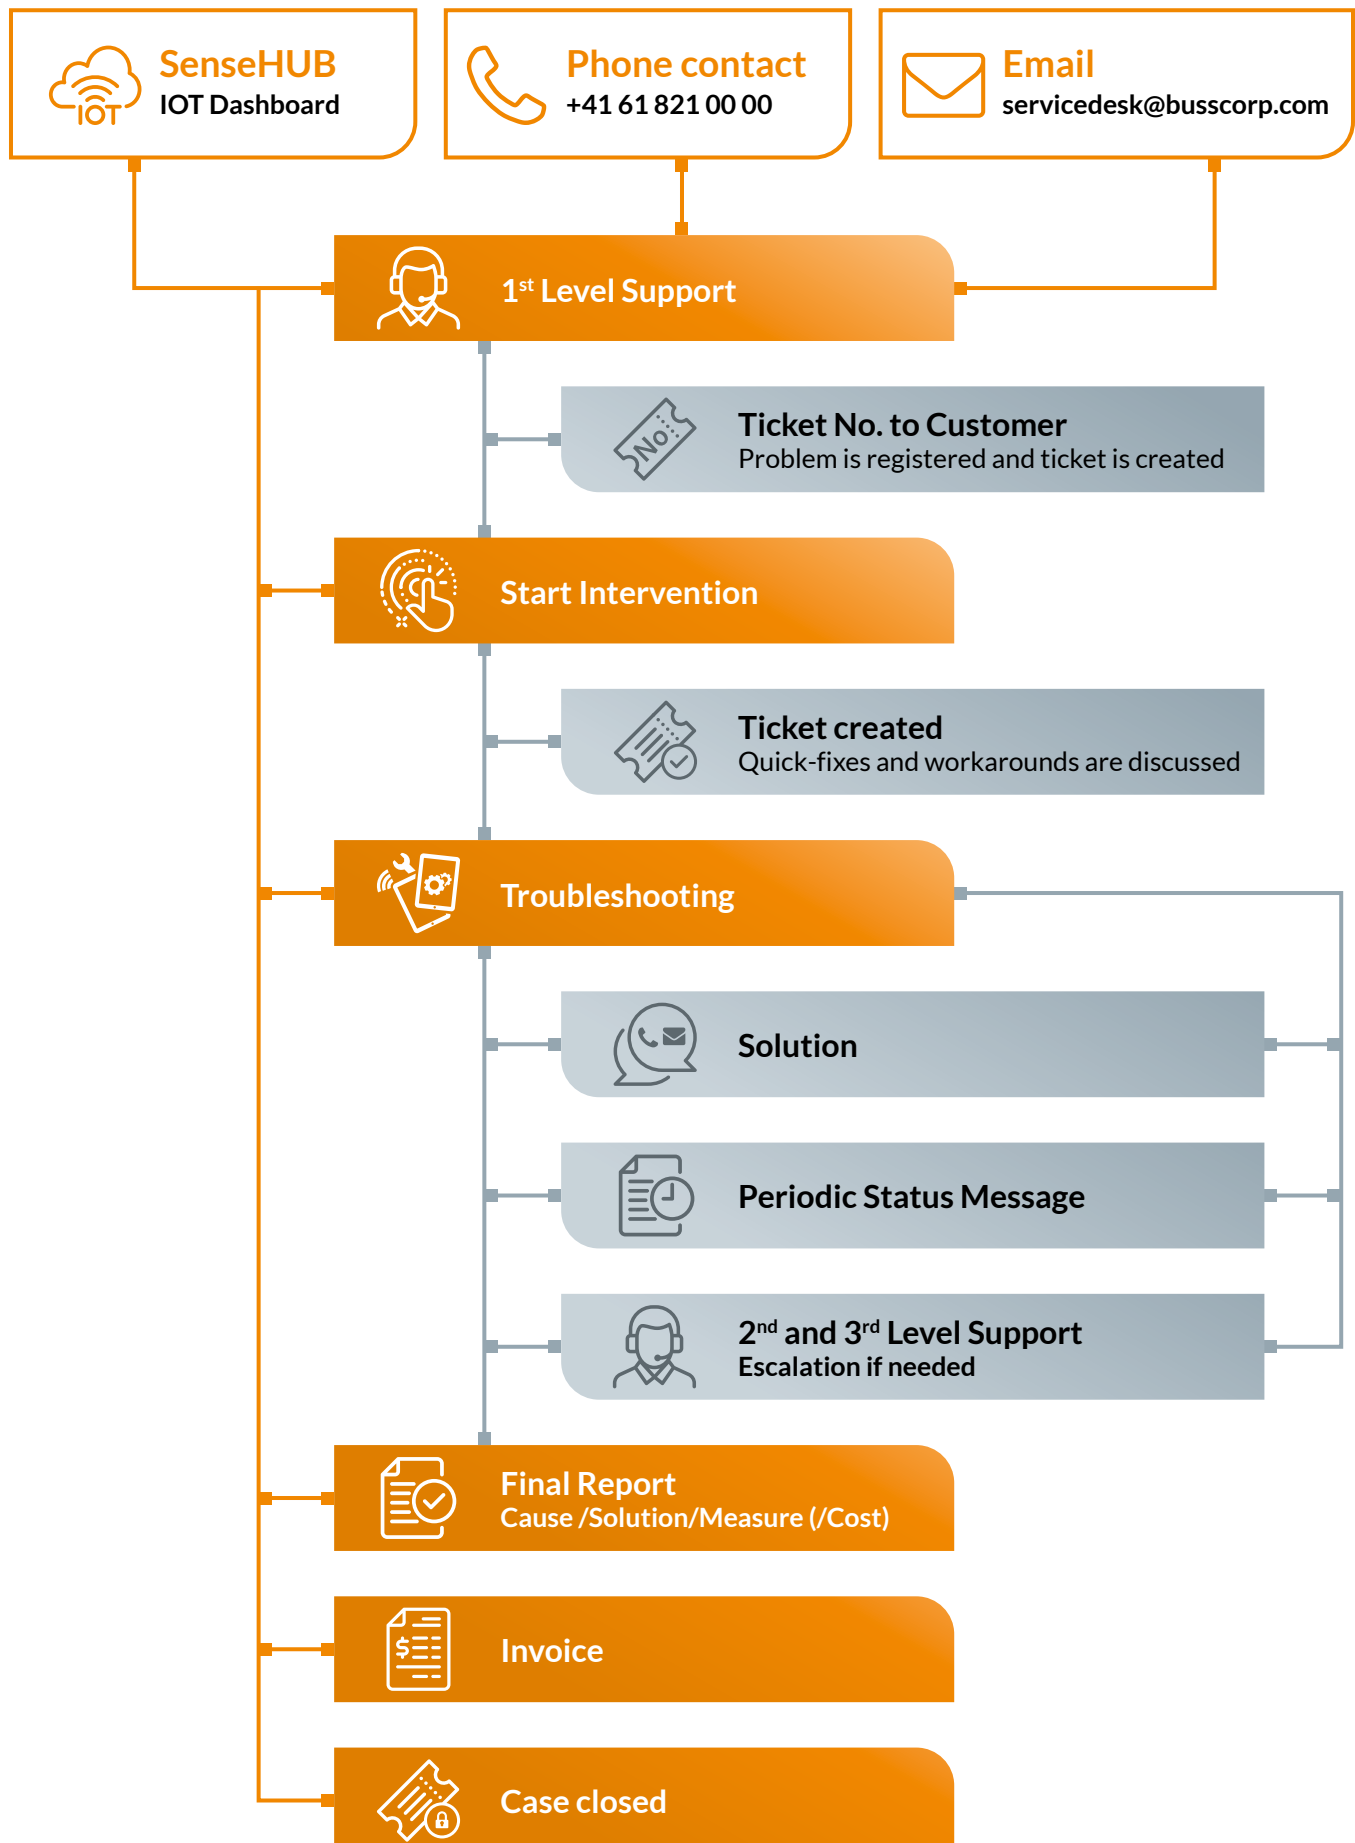 SenseHUB
IOT Dashboard
IOT
Phone contact
+41 61 821 00 00
Email
servicedesk@busscorp.com
1st Level Support
No
Ticket No. to Customer
Problem is registered and ticket is created
Start Intervention
Ticket created
Quick-fixes and workarounds are discussed
Troubleshooting
Solution
Periodic Status Message
2nd and 3rd Level Support
Escalation if needed
Final Report
Cause /Solution/Measure (/Cost)
$
Invoice
Case closed